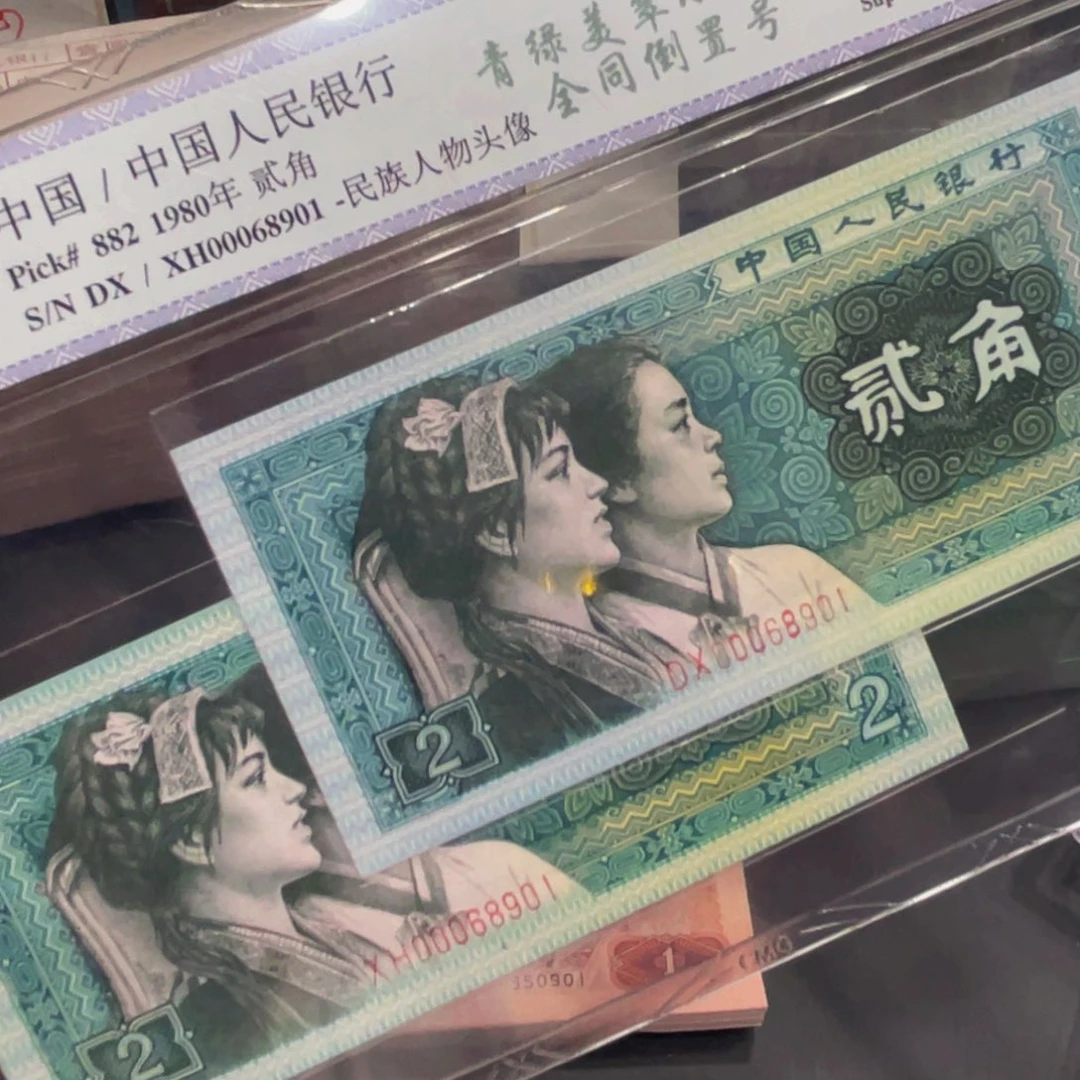 青绿美翠
全同倒置号
Sup
中国 / 中国人民银行
Pick# 882 1980年 贰角
S/N DX / XH00068901 -民族人物头像
中国人民银行
贰角
DX00068901
2
2
XH00068901
2
350901
1